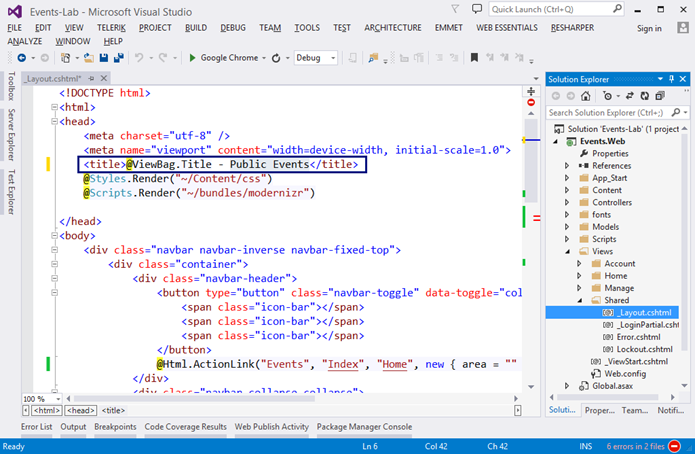 Events-Lab - Microsoft Visual Studio
Quick Launch (Ctrl+Q)
FILE EDIT VIEW TELERIK PROJECT BUILD DEBUG TEAM TOOLS TEST ARCHITECTURE EMMET WEB ESSENTIALS RESHARPER
Sign in
ANALYZE WINDOW HELP
Google Chrome
Debug
Toolbox
Server Explorer
Test Explorer
_Layout.cshtml*
<!DOCTYPE html>
<html>
<head>
<meta charset="utf-8" />
<meta name="viewport" content="width=device-width, initial-scale=1.0">
<title>@ViewBag.Title - Public Events</title>
@Styles.Render("~/Content/css")
@Scripts.Render("~/bundles/modernizr")
</head>
<body>
<div class="navbar navbar-inverse navbar-fixed-top">
<div class="container">
<div class="navbar-header">
<button type="button" class="navbar-toggle" data-toggle="col
<span class="icon-bar"></span>
<span class="icon-bar"></span>
<span class="icon-bar"></span>
</button>
@Html.ActionLink("Events", "Index", "Home", new { area = ""
</div>
<div class="navbar-collapse collapse">
100 %
<html> <head> <title>
Solution Explorer
Search Solution Explorer (Ctrl+;)
Solution 'Events-Lab' (1 project)
Events.Web
Properties
References
App_Start
Content
Controllers
fonts
Models
Scripts
Views
Account
Home
Manage
Shared
_Layout.cshtml
_LoginPartial.csht
Error.cshtml
Lockout.cshtml
_ViewStart.cshtml
Web.config
Global.asax
Soluti... Proper... Team... Notifi...
Error List Output Breakpoints Code Coverage Results Web Publish Activity Package Manager Console
Ready
Ln 6 Col 42 Ch 42 INS 6 errors in 2 files